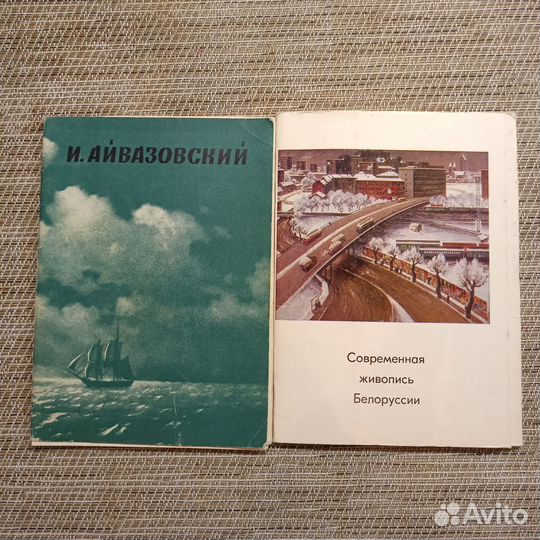 И. АЙВАЗОВСКИЙ
Современная
живопись
Белоруссии
Avito